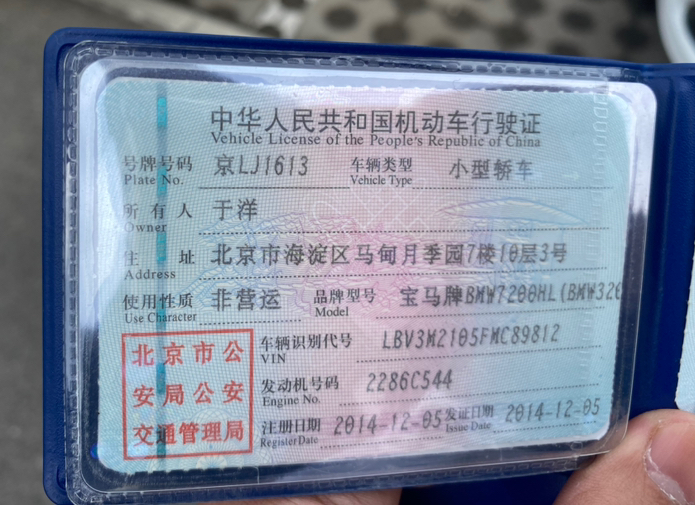 中华人民共和国机动车行驶证
Vehicle License of the People's Republic of China
号牌号码 京LJ1613 车辆类型 小型轿车
Plate No. Vehicle Type
所有人 于洋
Owner
住址 北京市海淀区马甸月季园7楼10层3号
Address
使用性质 非营运 品牌型号 宝马牌BMW7200HL(BMW320
Use Character Model
北京市公
安局公安
交通管理局
车辆识别代号 LBV3M2105FMC89812
VIN
发动机号码 2286C544
Engine No.
注册日期 2014-12-05 发证日期 2014-12-05
Register Date Issue Date